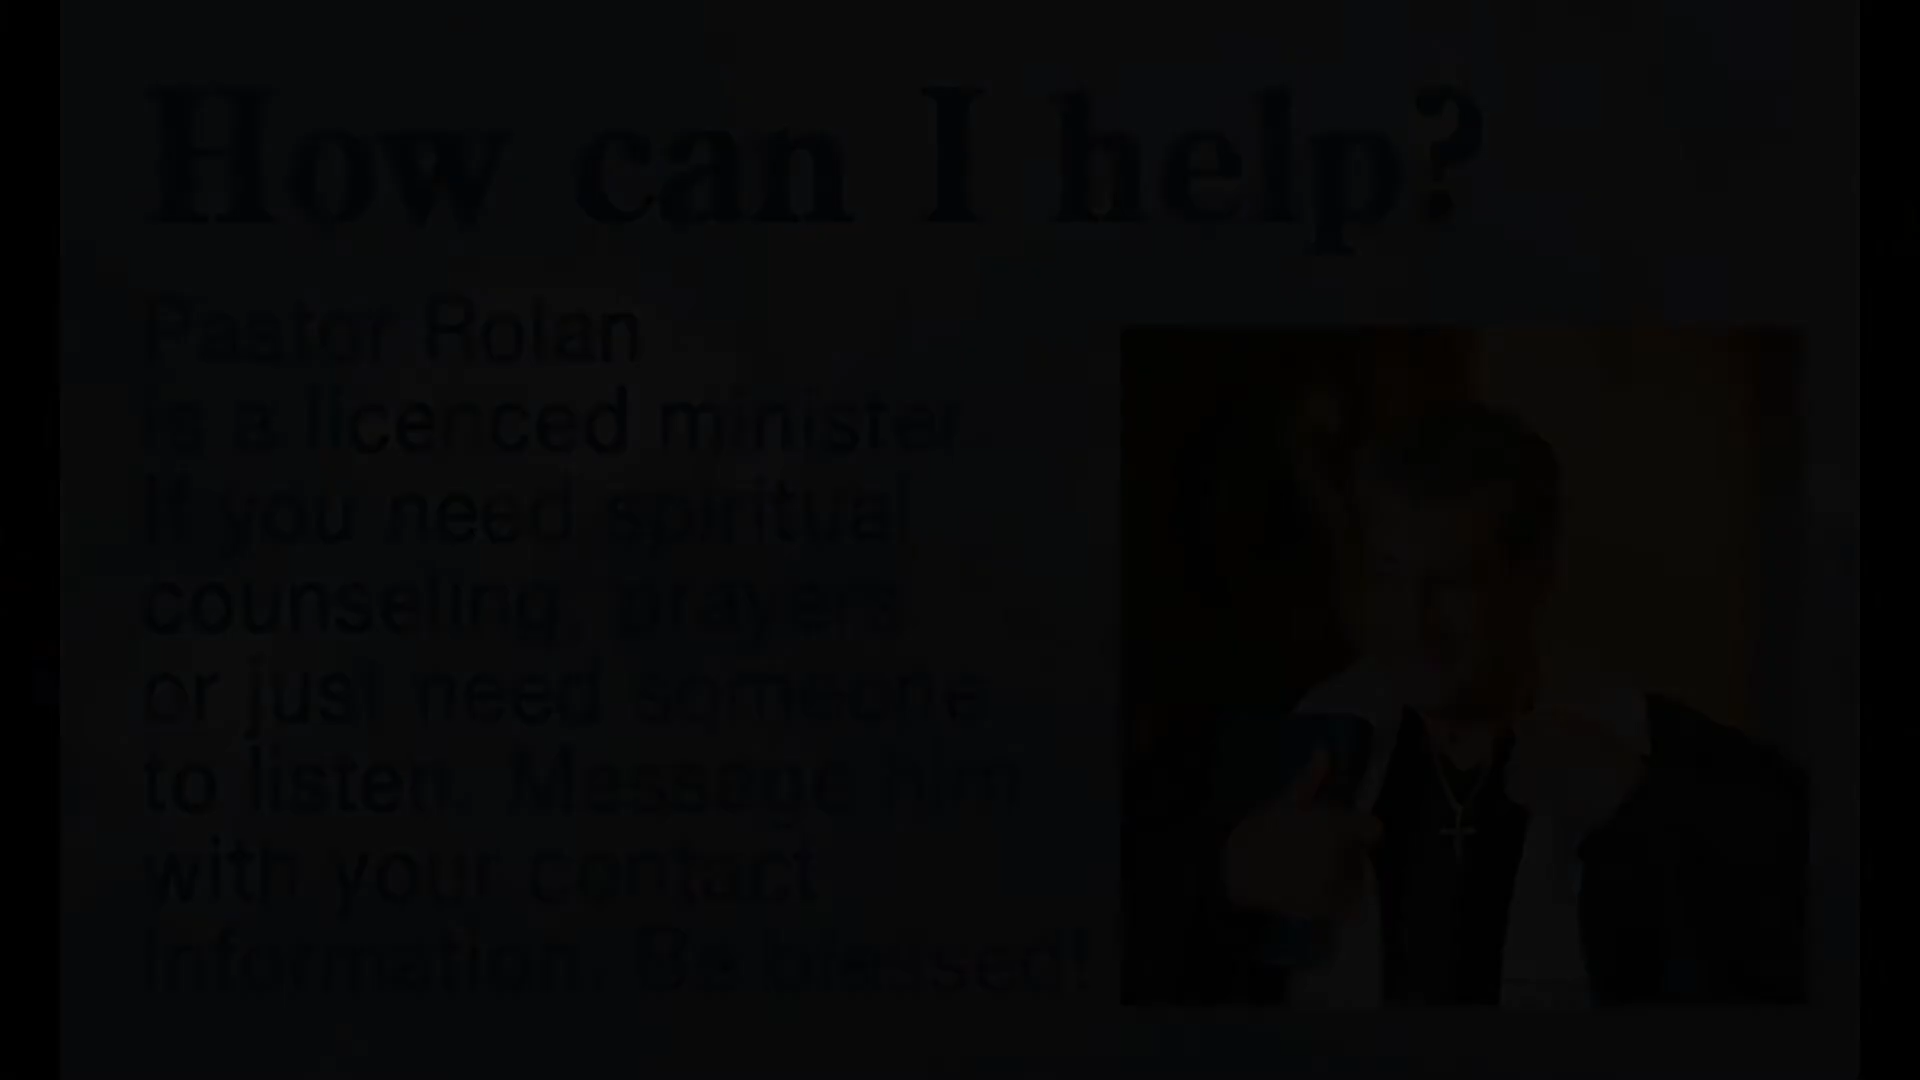 How can I help?
Pastor Rolan
is a licenced minister
If you need spiritual
counseling, prayers
or just need someone
to listen. Message him
with your contact
information. Be blessed!